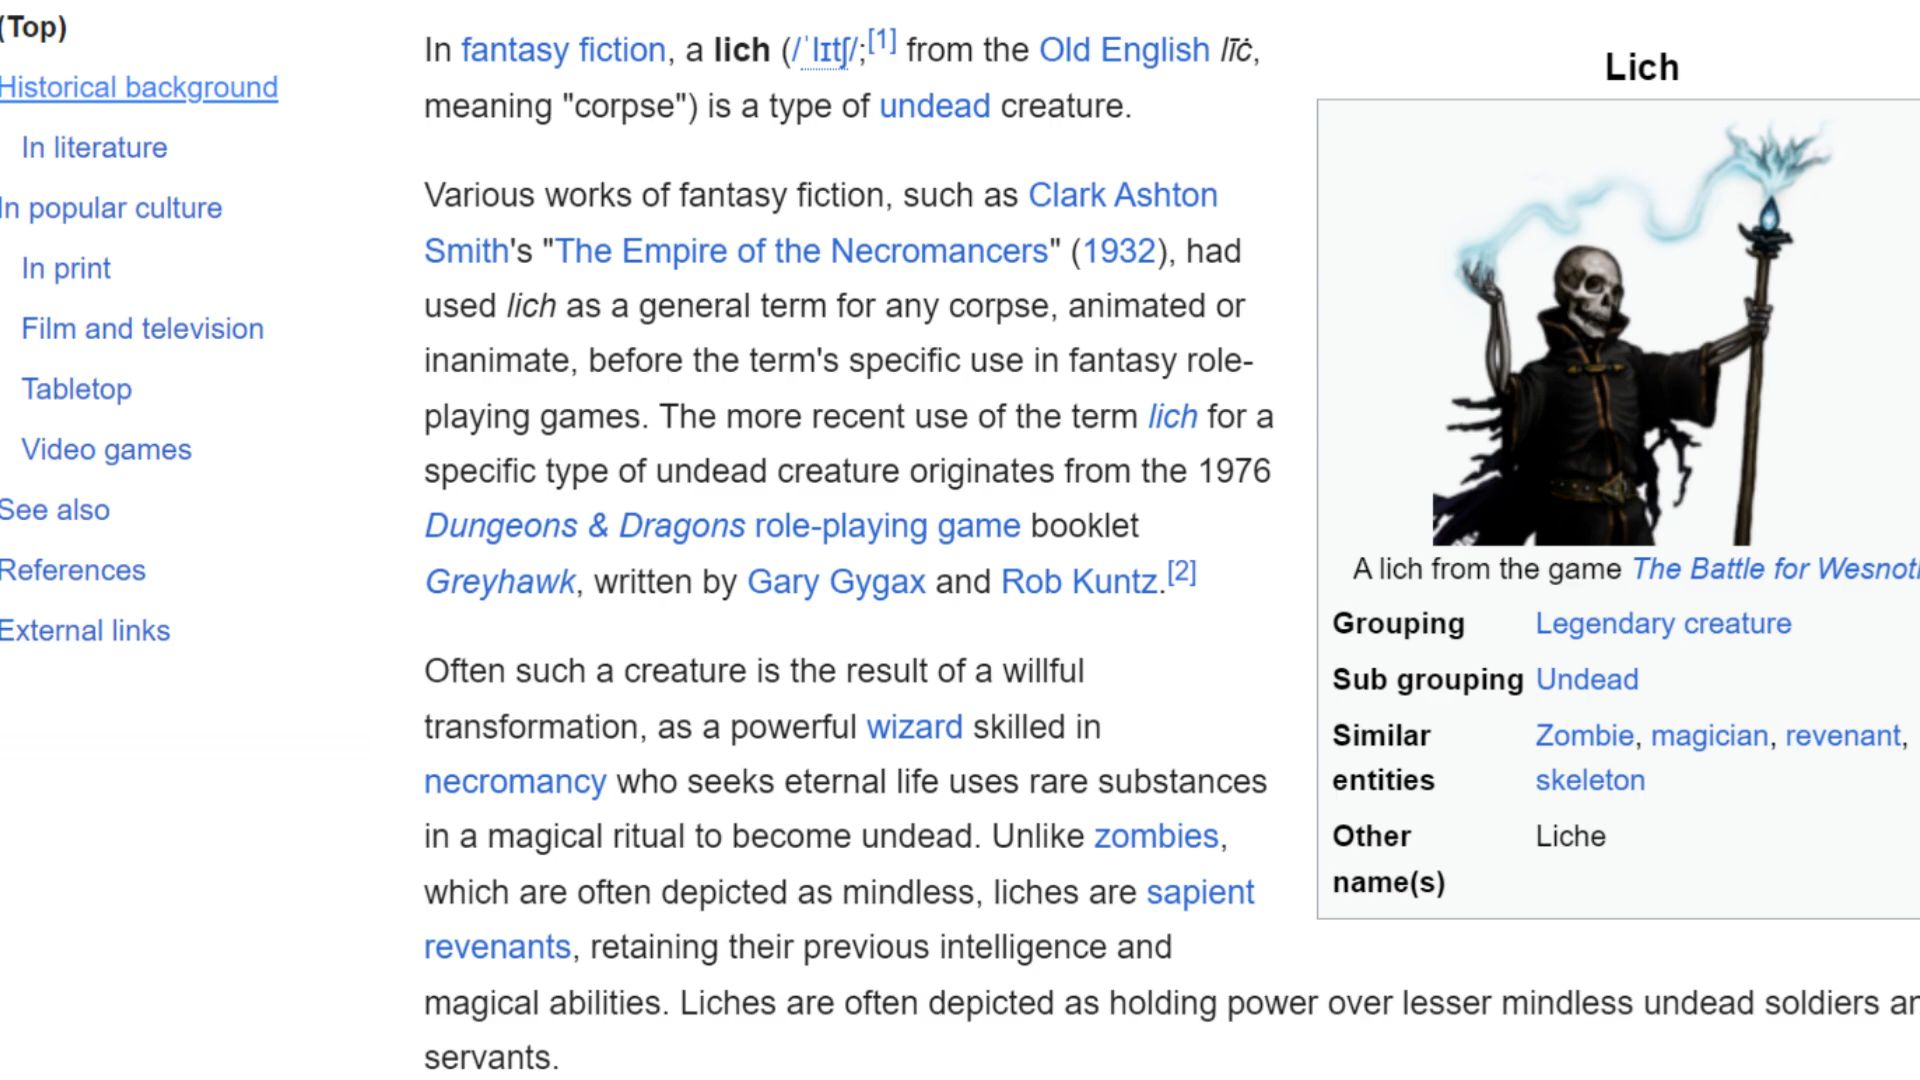 (Top)
Historical background
In literature
In popular culture
In print
Film and television
Tabletop
Video games
See also
References
External links
In fantasy fiction, a lich (/ˈlɪtʃ/;[1] from the Old English līċ,
meaning "corpse") is a type of undead creature.
Various works of fantasy fiction, such as Clark Ashton
Smith's "The Empire of the Necromancers" (1932), had
used lich as a general term for any corpse, animated or
inanimate, before the term's specific use in fantasy role-
playing games. The more recent use of the term lich for a
specific type of undead creature originates from the 1976
Dungeons & Dragons role-playing game booklet
Greyhawk, written by Gary Gygax and Rob Kuntz.[2]
Often such a creature is the result of a willful
transformation, as a powerful wizard skilled in
necromancy who seeks eternal life uses rare substances
in a magical ritual to become undead. Unlike zombies,
which are often depicted as mindless, liches are sapient
revenants, retaining their previous intelligence and
magical abilities. Liches are often depicted as holding power over lesser mindless undead soldiers an
servants.
Lich
A lich from the game The Battle for Wesnoth
Grouping Legendary creature
Sub grouping Undead
Similar entities Zombie, magician, revenant,
skeleton
Other name(s) Liche